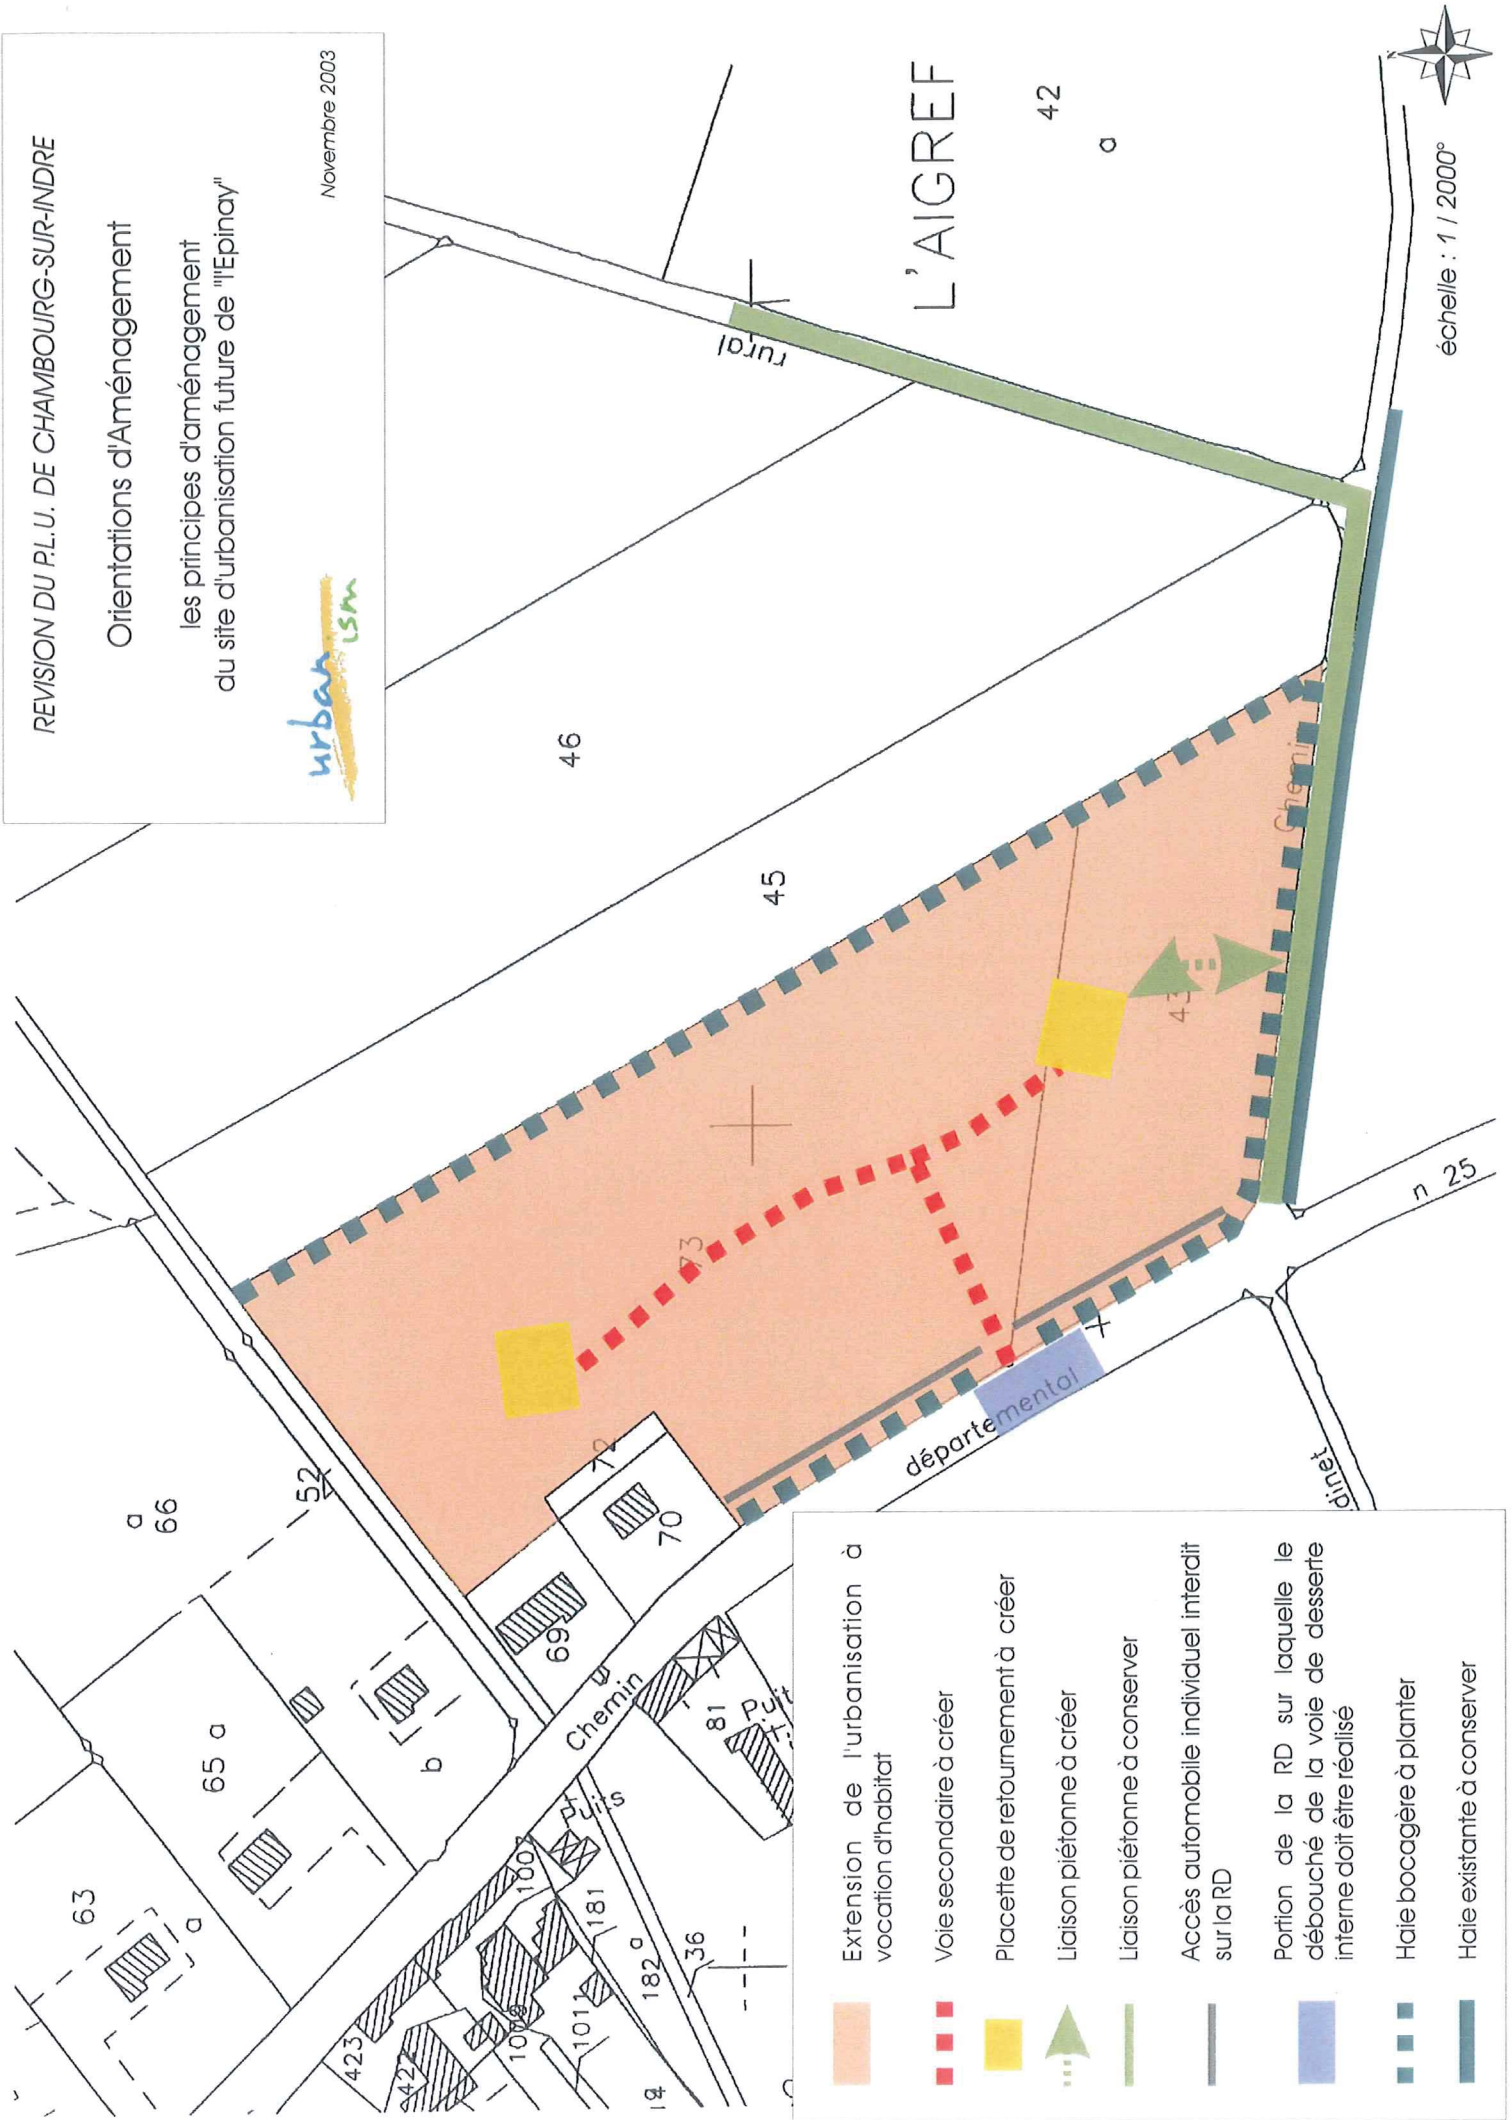 REVISION DU P.L.U. DE CHAMBOURG-SUR-INDRE
Orientations d'Aménagement
les principes d'aménagement
du site d'urbanisation future de "l'Epinay"
Novembre 2003
urban
ism
L'AIGREF
42
a
rural
46
45
43
Chemin
73
72
70
69
52
a
66
65 a
b
63
a
Chemin
Puits
81
Puit
100
181
182 a
36
1009
1011
423
422
départemental
n 25
dinet
échelle : 1 / 2000°
N
Extension de l'urbanisation à
vocation d'habitat
Voie secondaire à créer
Placette de retournement à créer
Liaison piétonne à créer
Liaison piétonne à conserver
Accès automobile individuel interdit
sur la RD
Portion de la RD sur laquelle le
débouché de la voie de desserte
interne doit être réalisé
Haie bocagère à planter
Haie existante à conserver